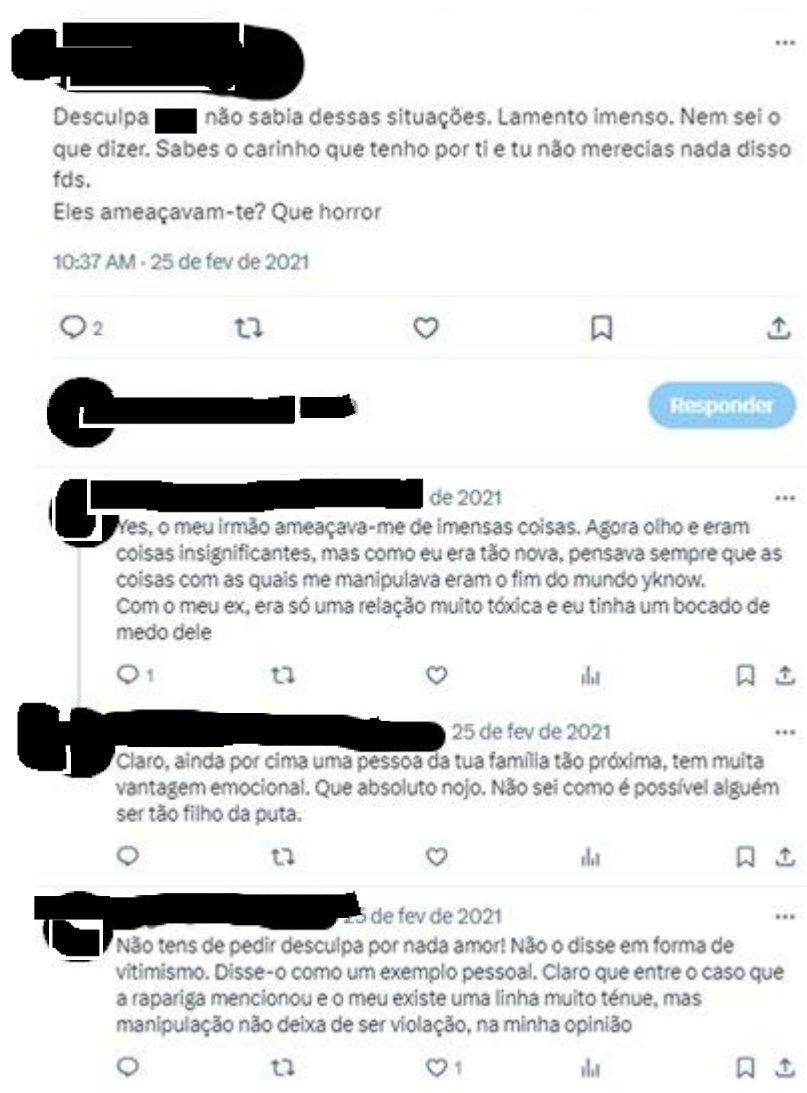 Desculpa não sabia dessas situações. Lamento imenso. Nem sei o
que dizer. Sabes o carinho que tenho por ti e tu não merecias nada disso
fds.
Eles ameaçavam-te? Que horror
10:37 AM · 25 de fev de 2021
2
Responder
de 2021
Yes, o meu irmão ameaçava-me de imensas coisas. Agora olho e eram
coisas insignificantes, mas como eu era tão nova, pensava sempre que as
coisas com as quais me manipulava eram o fim do mundo yknow.
Com o meu ex, era só uma relação muito tóxica e eu tinha um bocado de
medo dele
1
25 de fev de 2021
Claro, ainda por cima uma pessoa da tua família tão próxima, tem muita
vantagem emocional. Que absoluto nojo. Não sei como é possível alguém
ser tão filho da puta.
25 de fev de 2021
Não tens de pedir desculpa por nada amor! Não o disse em forma de
vitimismo. Disse-o como um exemplo pessoal. Claro que entre o caso que
a rapariga mencionou e o meu existe uma linha muito ténue, mas
manipulação não deixa de ser violação, na minha opinião
1